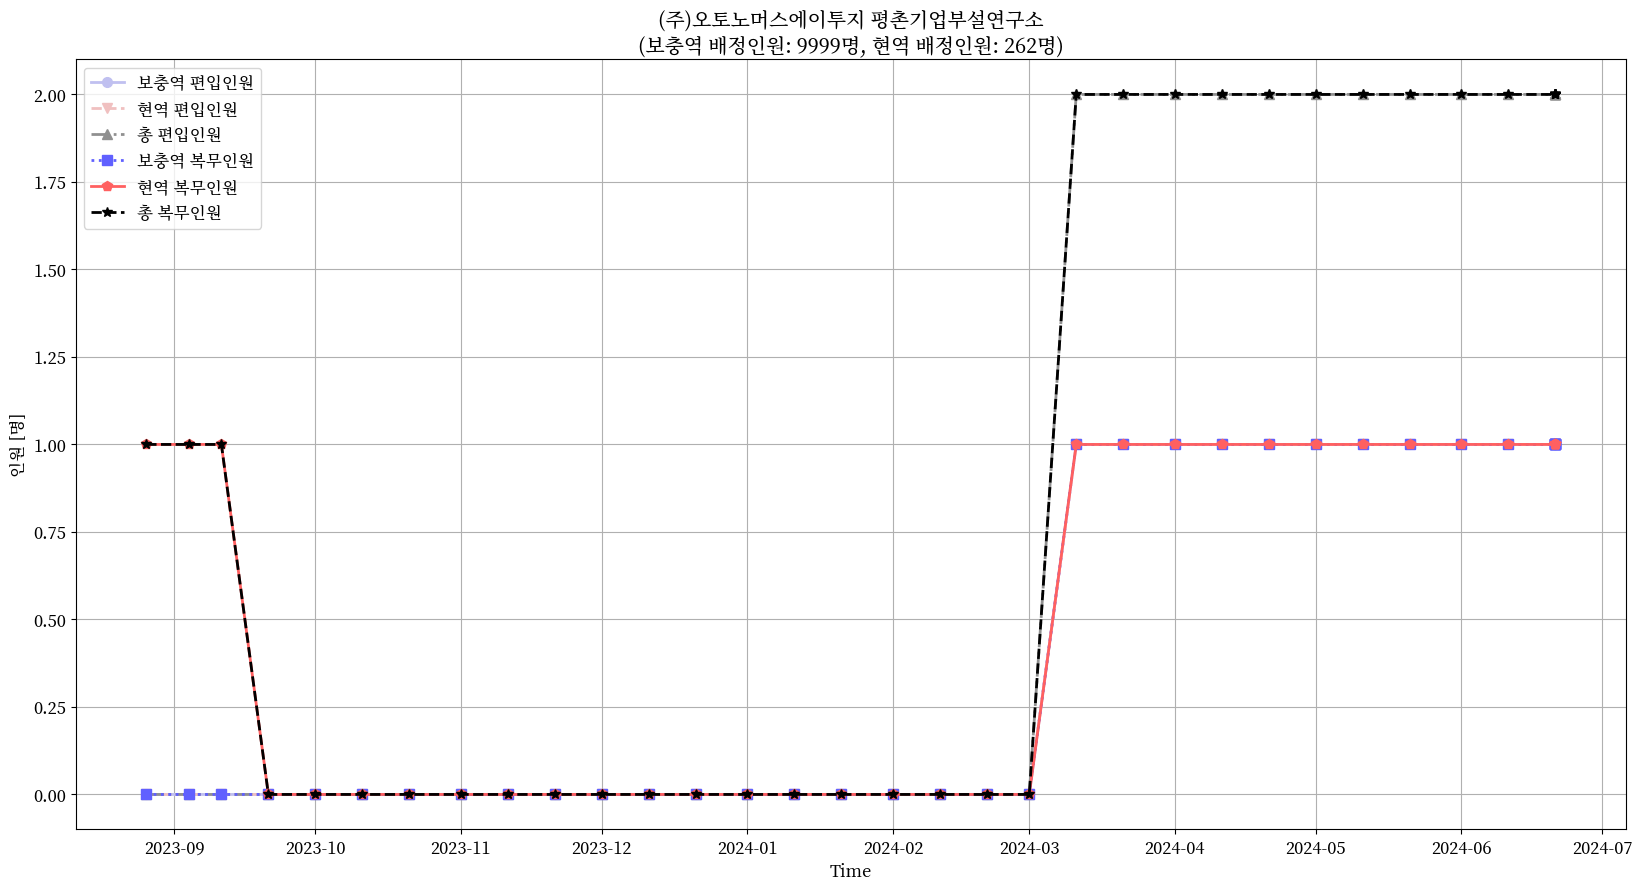 (주)오토노머스에이투지 평촌기업부설연구소
(보충역 배정인원: 9999명, 현역 배정인원: 262명)
보충역 편입인원
현역 편입인원
총 편입인원
보충역 복무인원
현역 복무인원
총 복무인원
2.00
1.75
1.50
1.25
1.00
0.75
0.50
0.25
0.00
인원 [명]
2023-09
2023-10
2023-11
2023-12
2024-01
2024-02
2024-03
2024-04
2024-05
2024-06
2024-07
Time